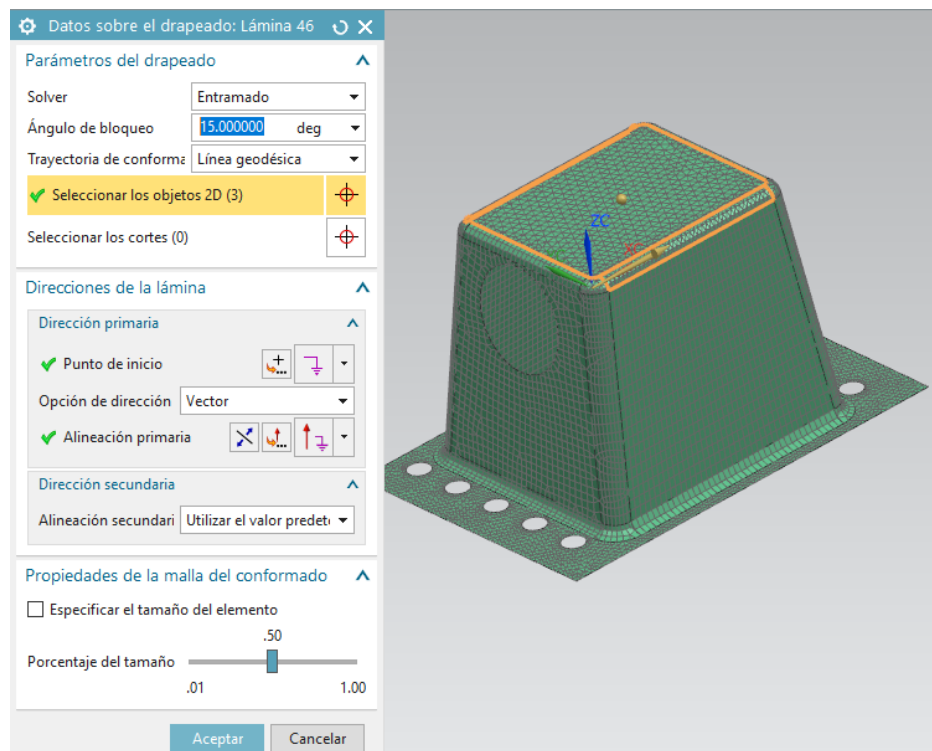 Datos sobre el drapeado: Lámina 46
Parámetros del drapeado
Solver Entramado
Ángulo de bloqueo 15.000000 deg
Trayectoria de conforma Línea geodésica
Seleccionar los objetos 2D (3)
Seleccionar los cortes (0)
Direcciones de la lámina
Dirección primaria
Punto de inicio
Opción de dirección Vector
Alineación primaria
Dirección secundaria
Alineación secundari Utilizar el valor predet
Propiedades de la malla del conformado
Especificar el tamaño del elemento
.50
Porcentaje del tamaño
.01 1.00
Aceptar Cancelar
ZC